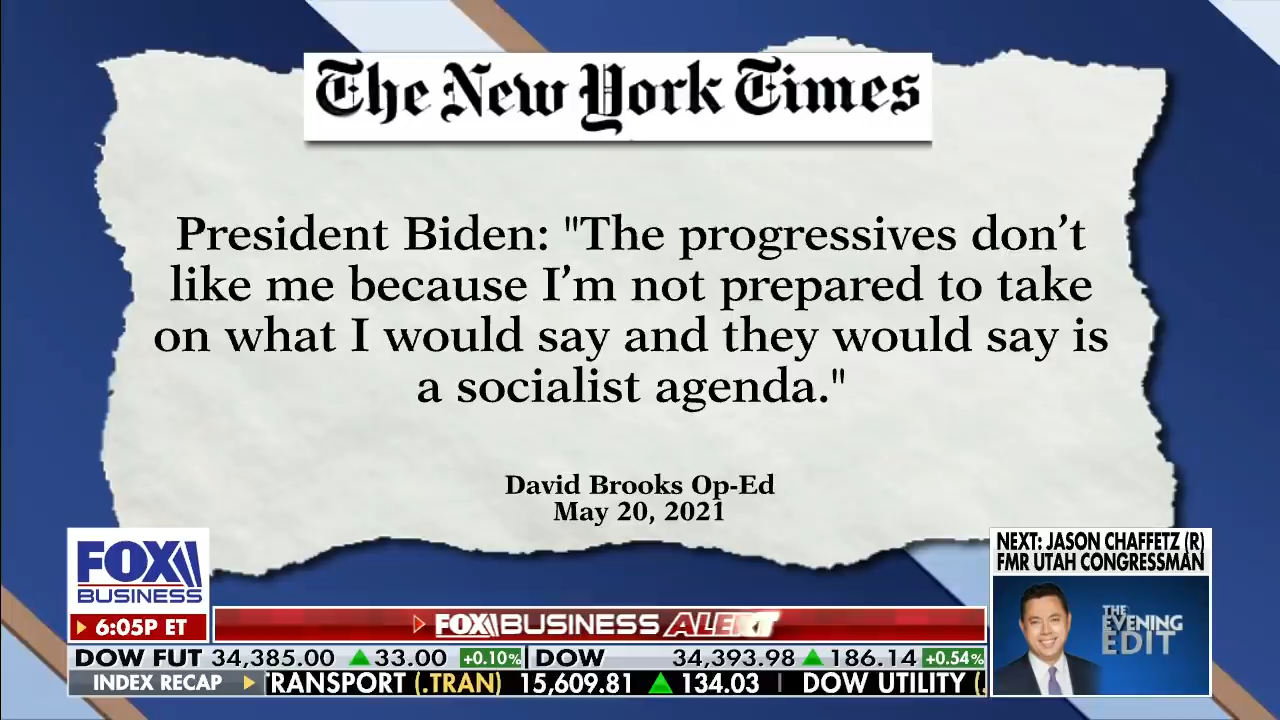 The New York Times
President Biden: "The progressives don’t
like me because I’m not prepared to take
on what I would say and they would say is
a socialist agenda."
David Brooks Op-Ed
May 20, 2021
NEXT: JASON CHAFFETZ (R)
FMR UTAH CONGRESSMAN
THE
EVENING
EDIT
FOX
BUSINESS
6:05P ET
FOX BUSINESS ALERT
DOW FUT 34,385.00 33.00 +0.10% DOW 34,393.98 186.14 +0.54%
INDEX RECAP TRANSPORT (.TRAN) 15,609.81 134.03 | DOW UTILITY (.